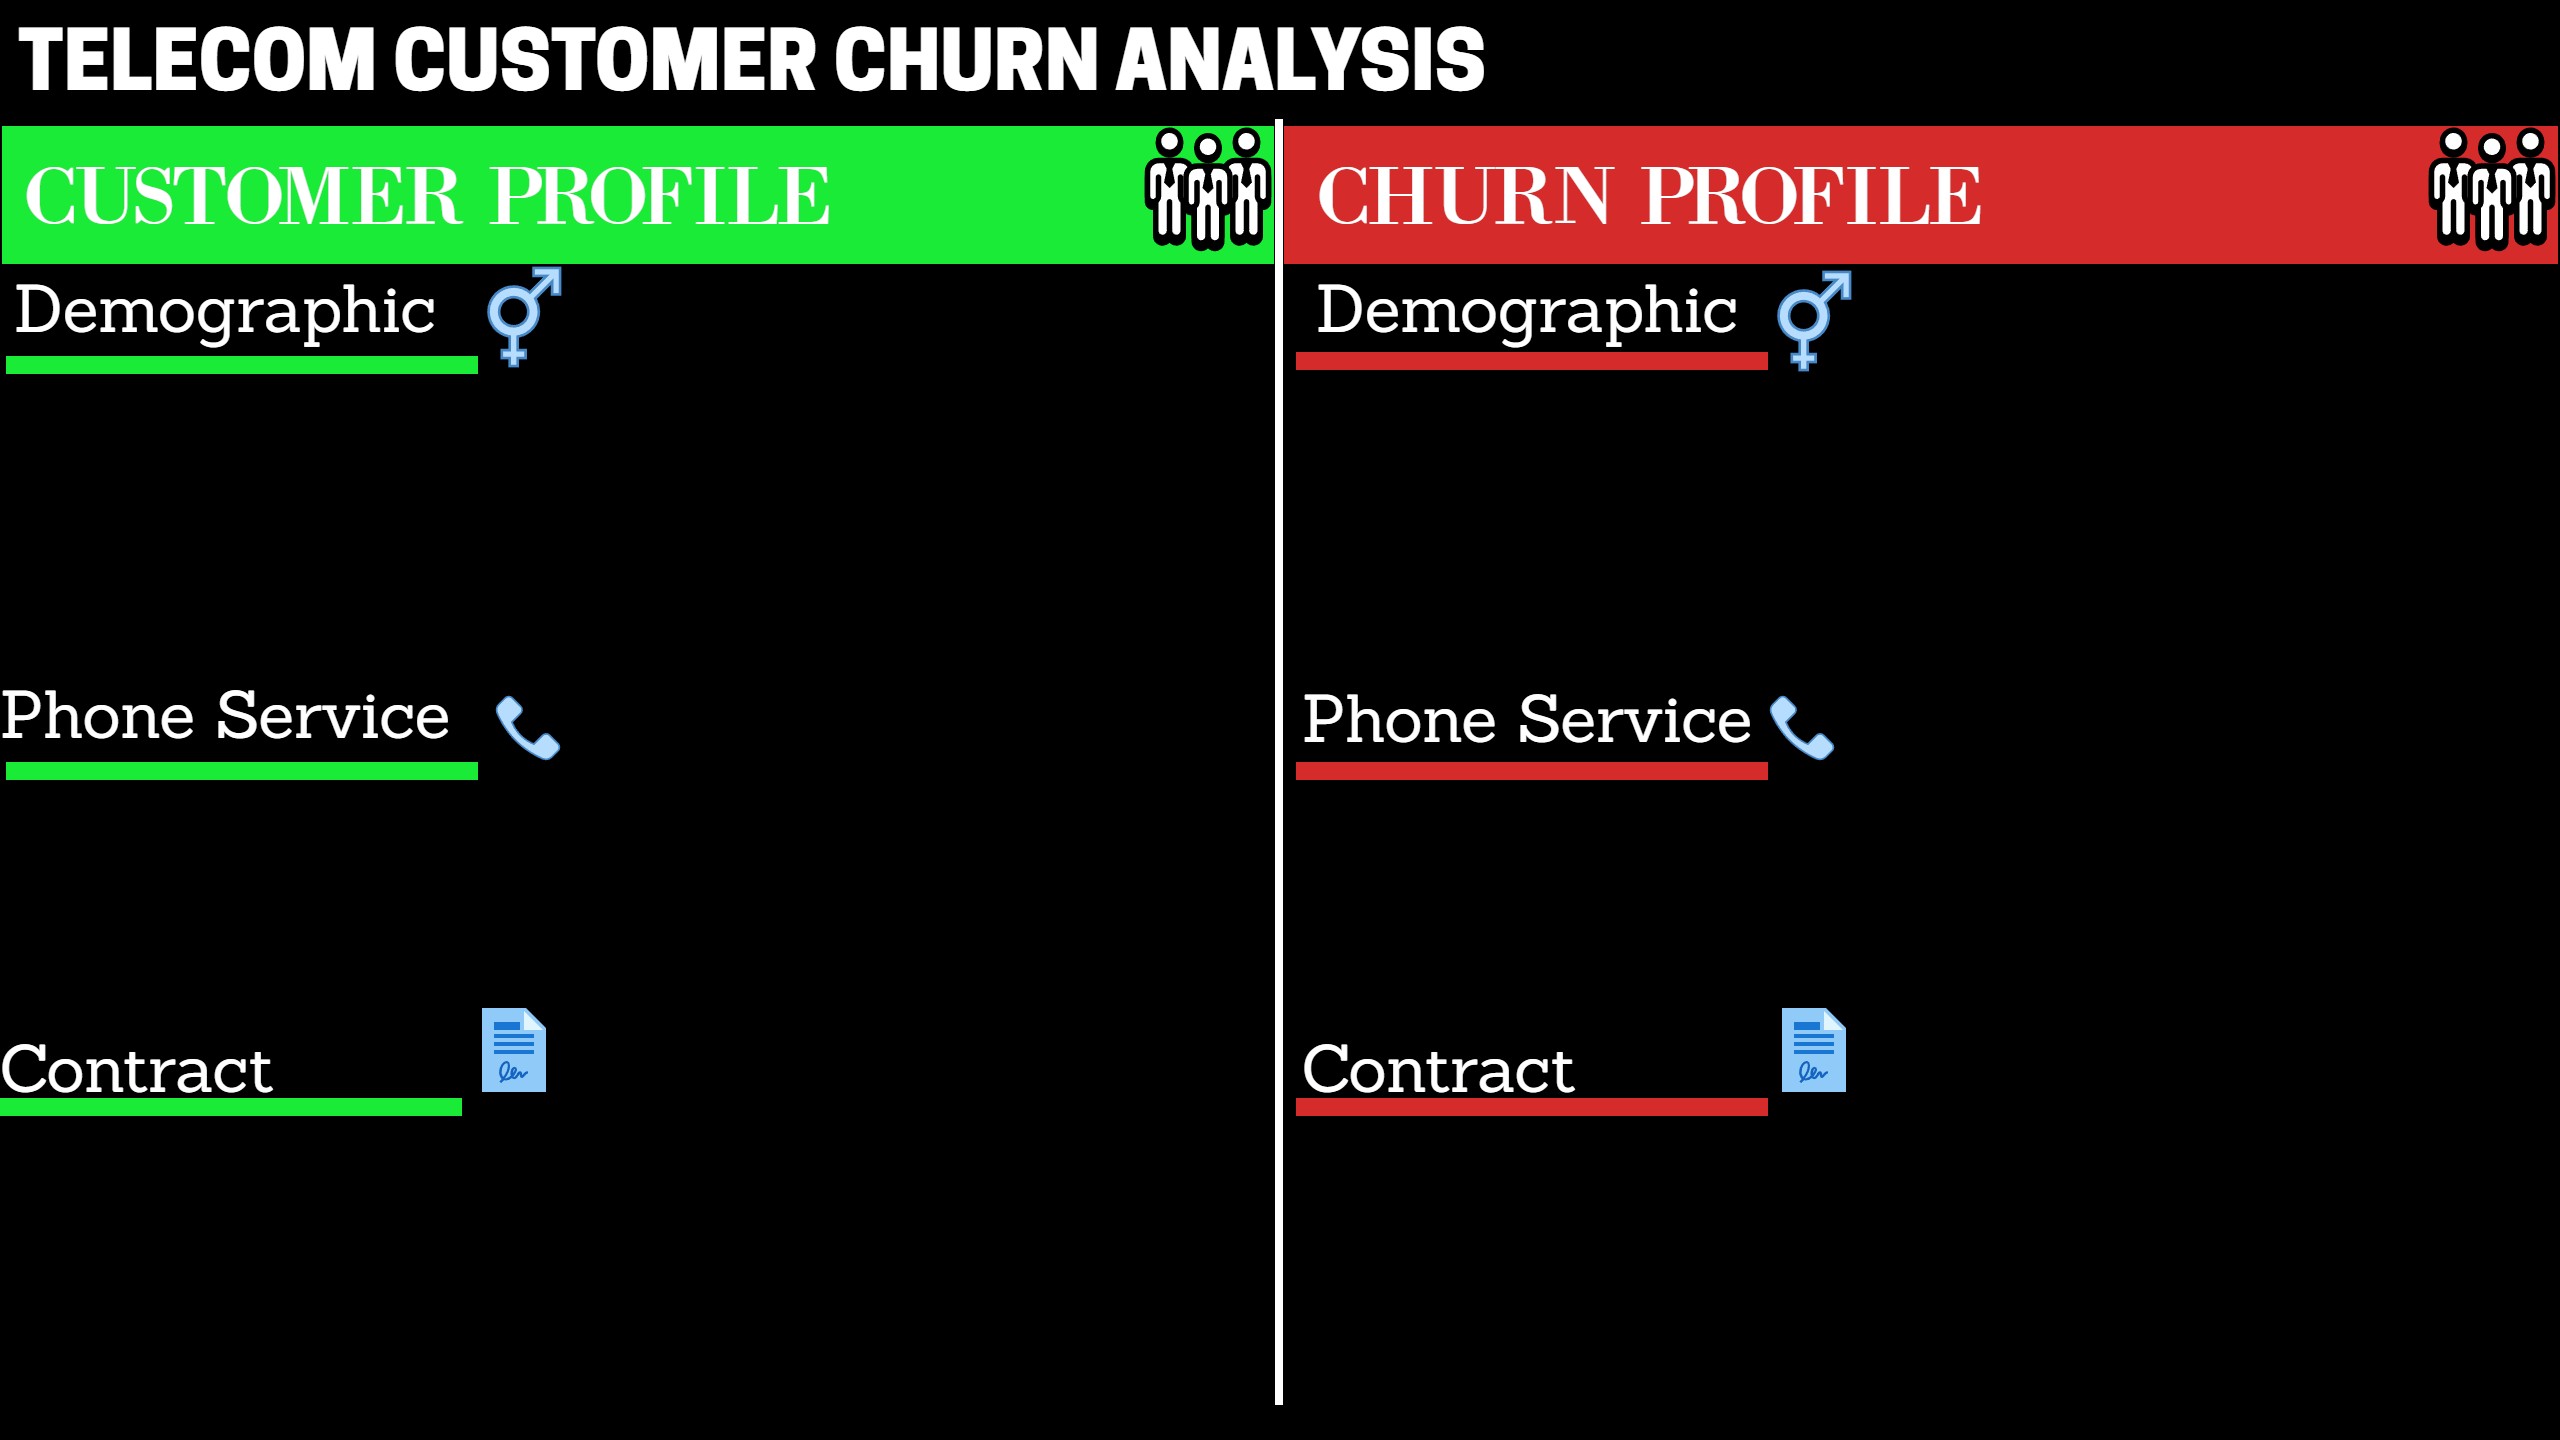 TELECOM CUSTOMER CHURN ANALYSIS
CUSTOMER PROFILE
Demographic
Phone Service
Contract
CHURN PROFILE
Demographic
Phone Service
Contract